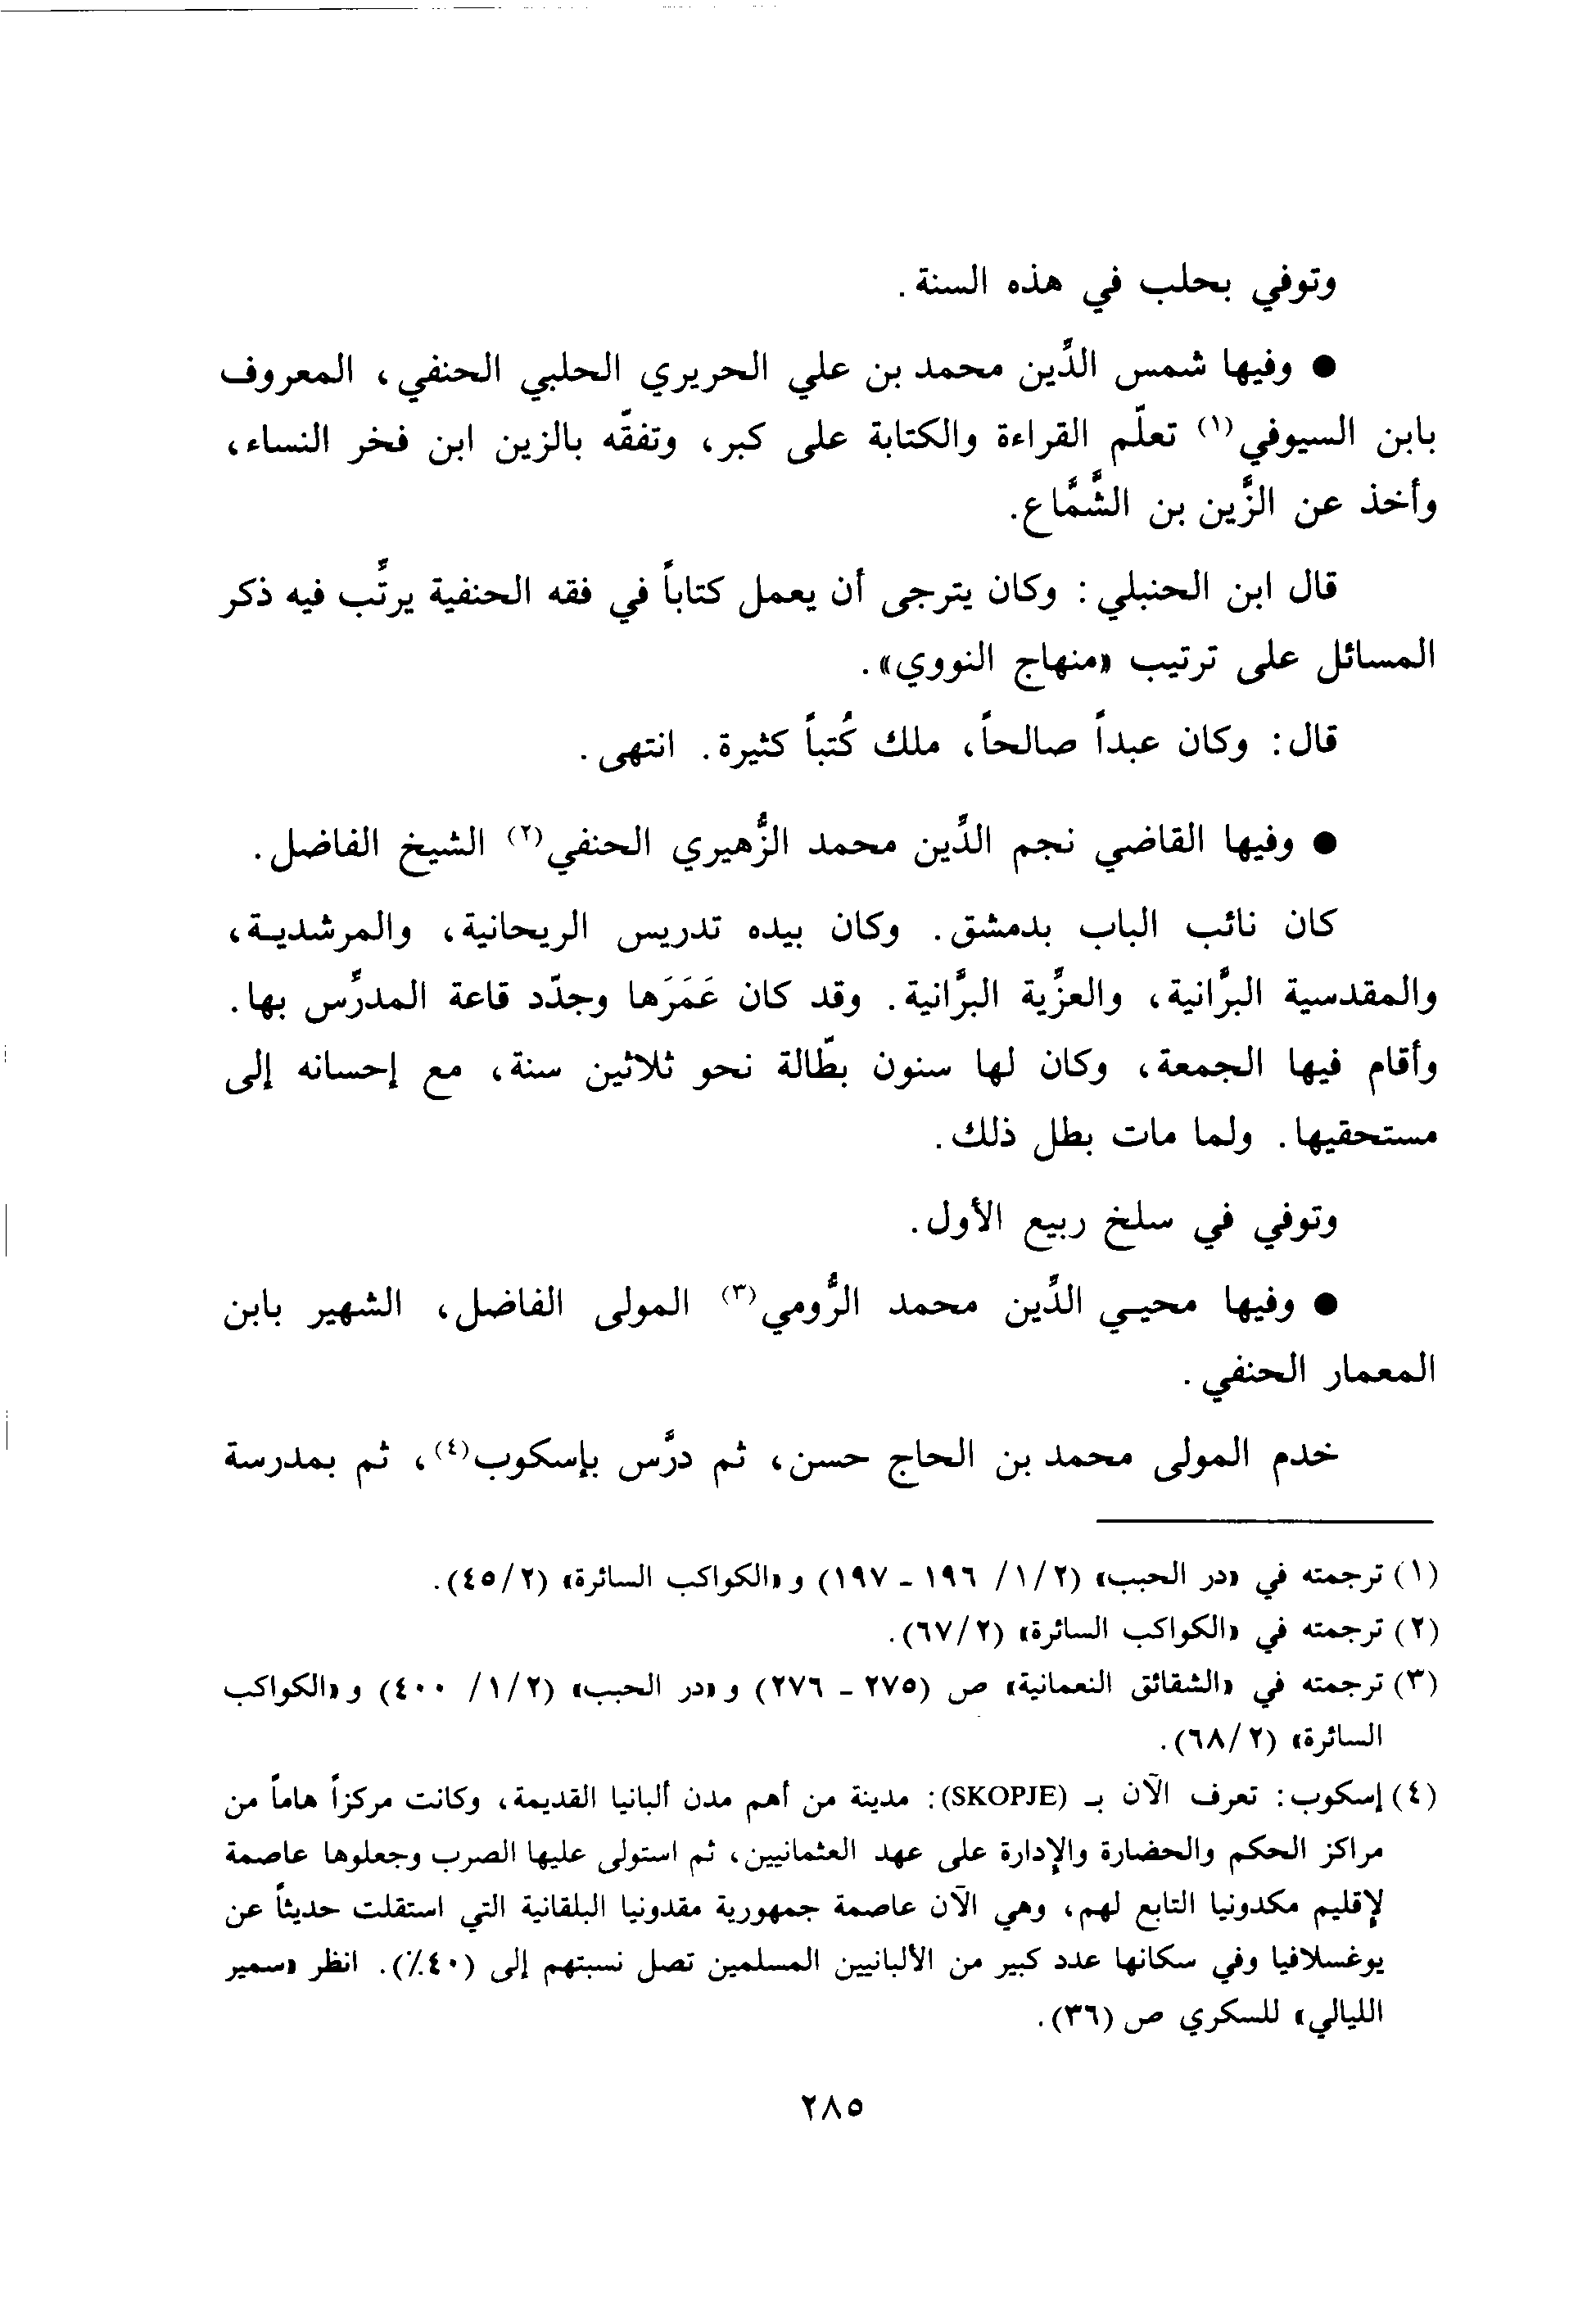 وتوفي بحلب في هذه السنة.
● وفيها شمس الدِّين محمد بن علي الحريري الحلبي الحنفي، المعروف
بابن السيوفي(١) تعلّم القراءة والكتابة على كبر، وتفقّه بالزين ابن فخر النساء،
وأخذ عن الزَّين بن الشَّمَّاع.
قال ابن الحنبلي: وكان يترجى أن يعمل كتاباً في فقه الحنفية يرتِّب فيه ذكر
المسائل على ترتيب «منهاج النووي».
قال: وكان عبداً صالحاً، ملك كُتباً كثيرة. انتهى.
● وفيها القاضي نجم الدِّين محمد الزُّهيري الحنفي(٢) الشيخ الفاضل.
كان نائب الباب بدمشق. وكان بيده تدريس الريحانية، والمرشدية،
والمقدسية البرَّانية، والعزِّية البرَّانية. وقد كان عَمَرَها وجدّد قاعة المدرِّس بها.
وأقام فيها الجمعة، وكان لها سنون بطّالة نحو ثلاثين سنة، مع إحسانه إلى
مستحقيها. ولما مات بطل ذلك.
وتوفي في سلخ ربيع الأول.
● وفيها محيـي الدِّين محمد الرُّومي(٣) المولى الفاضل، الشهير بابن
المعمار الحنفي.
خدم المولى محمد بن الحاج حسن، ثم درَّس بإسكوب(٤)، ثم بمدرسة
(١) ترجمته في «در الحبب» (٢/١/ ١٩٦ - ١٩٧) و «الكواكب السائرة» (٤٥/٢).
(٢) ترجمته في «الكواكب السائرة» (٦٧/٢).
(٣) ترجمته في «الشقائق النعمانية» ص (٢٧٥ - ٢٧٦) و «در الحبب» (٢/١/ ٤٠٠) و «الكواكب
السائرة» (٦٨/٢).
(٤) إسكوب: تعرف الآن بـ (SKOPJE): مدينة من أهم مدن ألبانيا القديمة، وكانت مركزاً هاماً من
مراكز الحكم والحضارة والإدارة على عهد العثمانيين، ثم استولى عليها الصرب وجعلوها عاصمة
لإقليم مكدونيا التابع لهم، وهي الآن عاصمة جمهورية مقدونيا البلقانية التي استقلت حديثاً عن
يوغسلافيا وفي سكانها عدد كبير من الألبانيين المسلمين تصل نسبتهم إلى (٤٠٪). انظر «سمير
الليالي» للسكري ص (٣٦).
٢٨٥